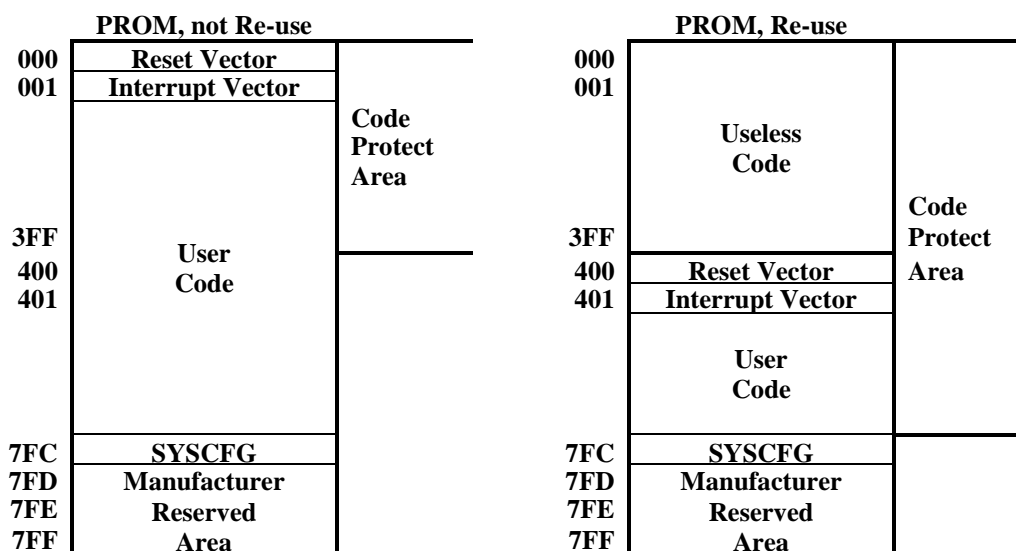 PROM, not Re-use
000 Reset Vector
001 Interrupt Vector
Code
Protect
Area
3FF
User
Code
400
401
7FC SYSCFG
7FD Manufacturer
7FE Reserved
7FF Area
PROM, Re-use
000
001
Useless
Code
Code
Protect
Area
3FF
400 Reset Vector
401 Interrupt Vector
User
Code
7FC SYSCFG
7FD Manufacturer
7FE Reserved
7FF Area